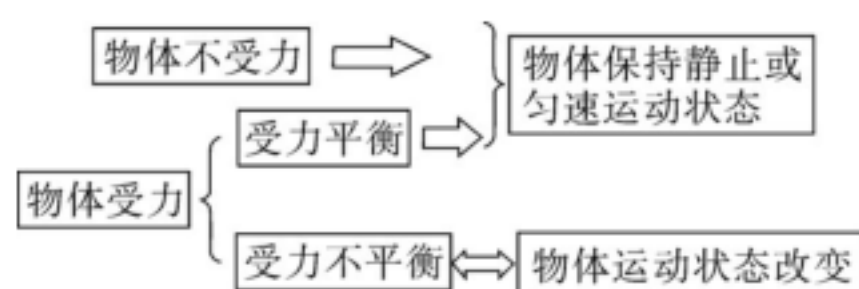 物体不受力
物体保持静止或
匀速运动状态
受力平衡
物体受力
受力不平衡
物体运动状态改变